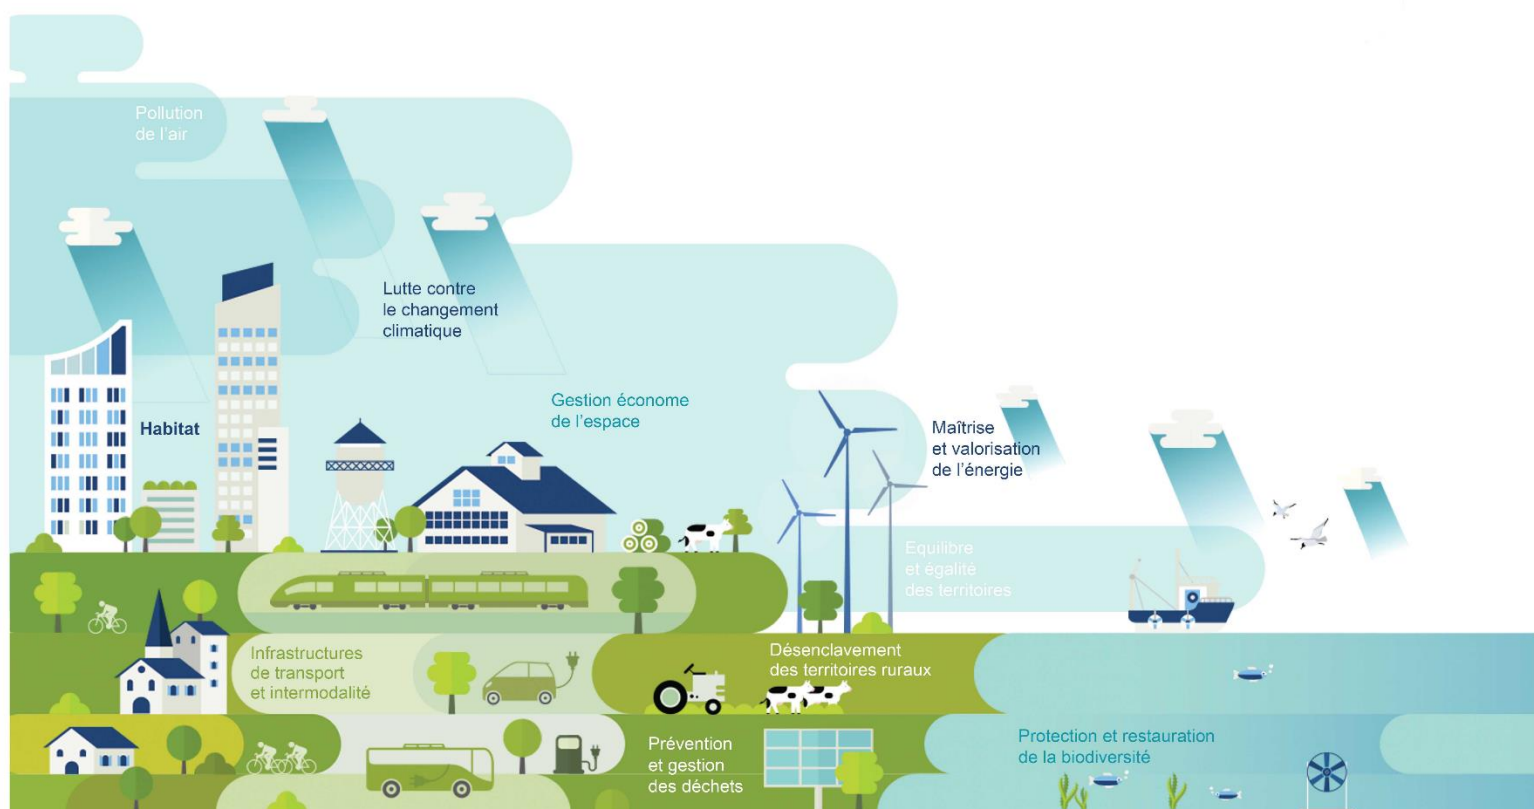 Pollution
de l'air
Lutte contre
le changement
climatique
Gestion économe
de l'espace
Habitat
Maîtrise
et valorisation
de l'énergie
Equilibre
et égalité
des territoires
Infrastructures
de transport
et intermodalité
Désenclavement
des territoires ruraux
Prévention
et gestion
des déchets
Protection et restauration
de la biodiversité